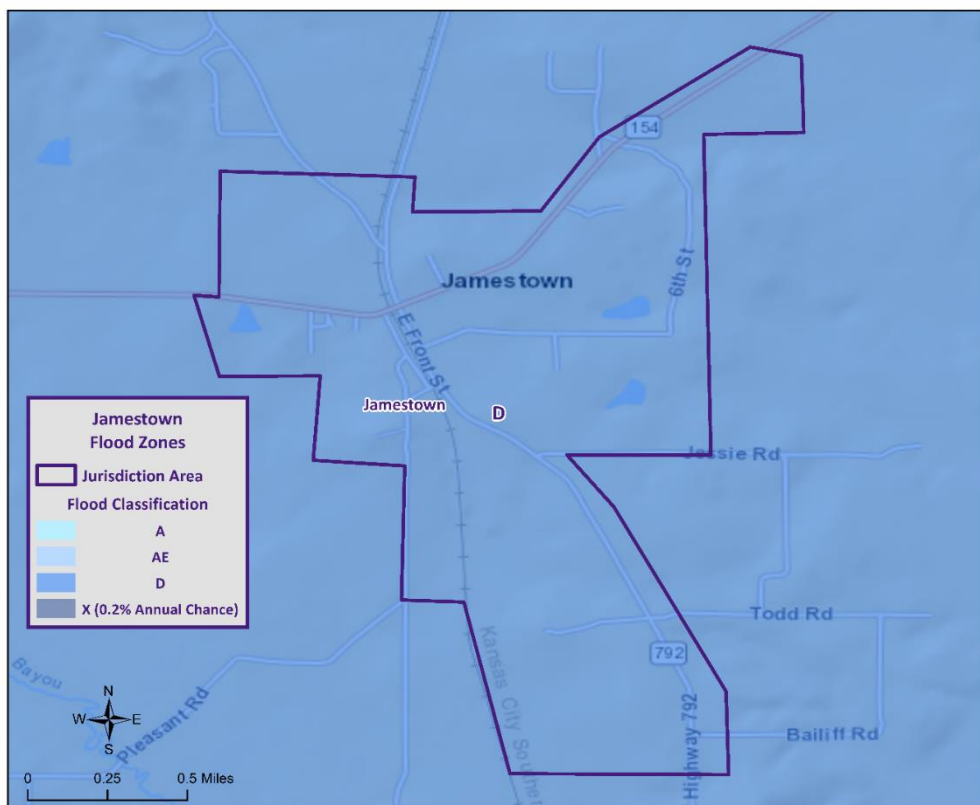 154
Jamestown
6th St
E Front St
Jamestown
D
Jessie Rd
Jamestown
Flood Zones
Jurisdiction Area
Flood Classification
A
AE
D
X (0.2% Annual Chance)
Todd Rd
792
Kansas City Southern
Highway 792
Bailiff Rd
Bayou
Pleasant Rd
N
W
E
S
0
0.25
0.5 Miles